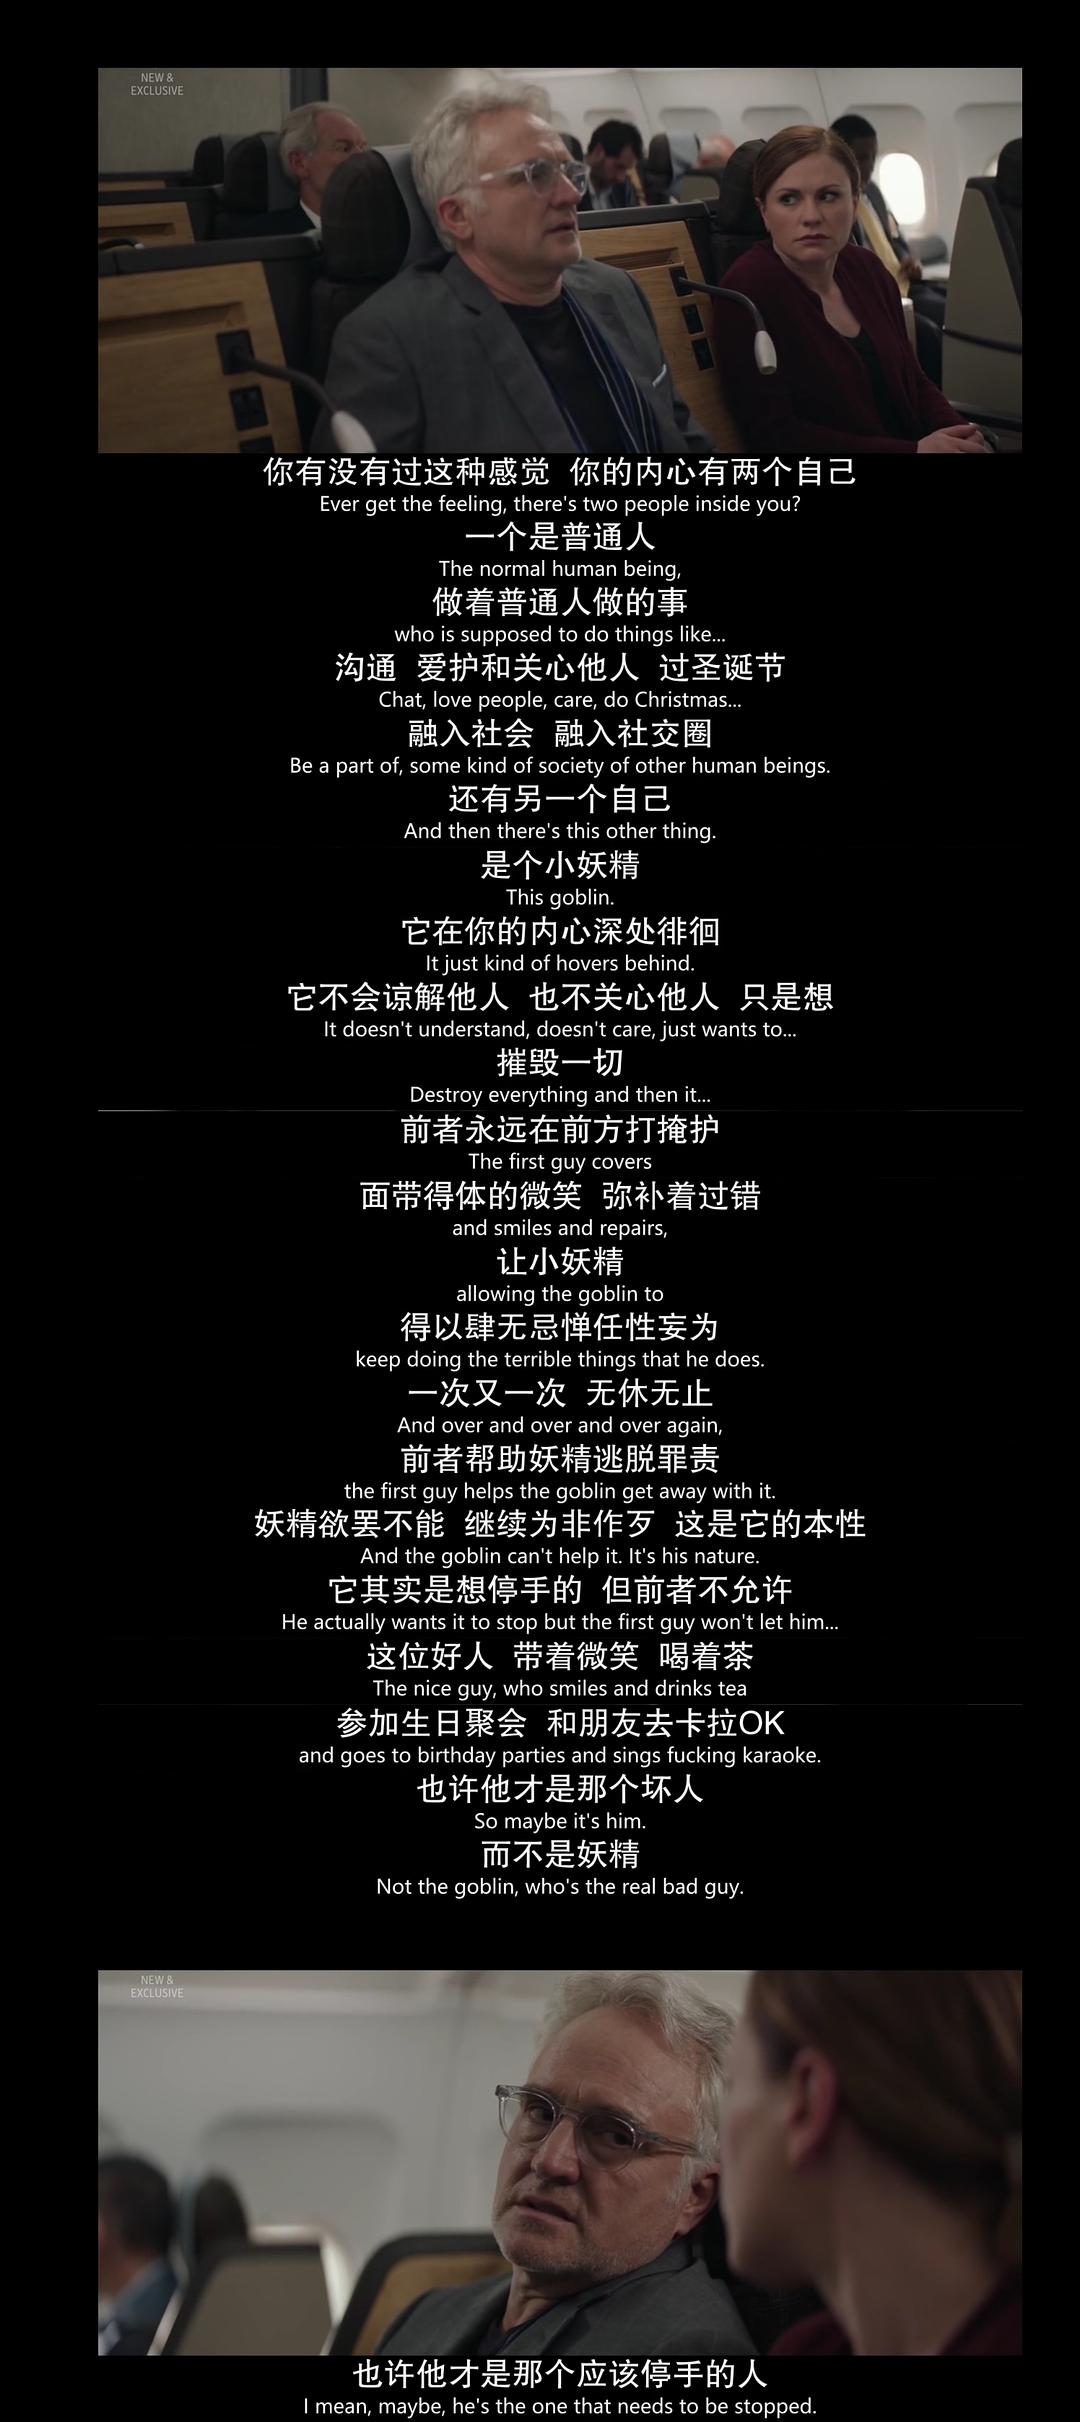 NEW &
EXCLUSIVE
你有没有过这种感觉 你的内心有两个自己
Ever get the feeling, there's two people inside you?
一个是普通人
The normal human being,
做着普通人做的事
who is supposed to do things like...
沟通 爱护和关心他人 过圣诞节
Chat, love people, care, do Christmas...
融入社会 融入社交圈
Be a part of, some kind of society of other human beings.
还有另一个自己
And then there's this other thing.
是个小妖精
This goblin.
它在你的内心深处徘徊
It just kind of hovers behind.
它不会谅解他人 也不关心他人 只是想
It doesn't understand, doesn't care, just wants to...
摧毁一切
Destroy everything and then it...
前者永远在前方打掩护
The first guy covers
面带得体的微笑 弥补着过错
and smiles and repairs,
让小妖精
allowing the goblin to
得以肆无忌惮任性妄为
keep doing the terrible things that he does.
一次又一次 无休无止
And over and over and over again,
前者帮助妖精逃脱罪责
the first guy helps the goblin get away with it.
妖精欲罢不能 继续为非作歹 这是它的本性
And the goblin can't help it. It's his nature.
它其实是想停手的 但前者不允许
He actually wants it to stop but the first guy won't let him...
这位好人 带着微笑 喝着茶
The nice guy, who smiles and drinks tea
参加生日聚会 和朋友去卡拉OK
and goes to birthday parties and sings fucking karaoke.
也许他才是那个坏人
So maybe it's him.
而不是妖精
Not the goblin, who's the real bad guy.
NEW &
EXCLUSIVE
也许他才是那个应该停手的人
I mean, maybe, he's the one that needs to be stopped.